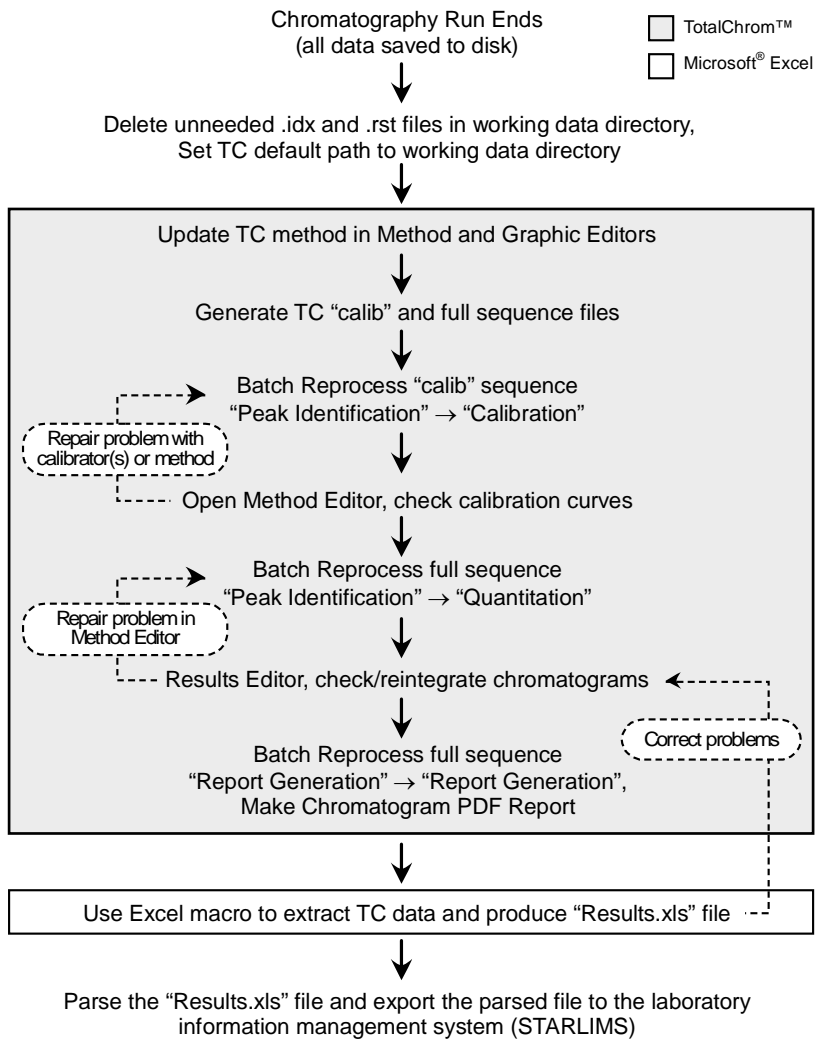 Chromatography Run Ends
(all data saved to disk)
TotalChrom™
Microsoft® Excel
Delete unneeded .idx and .rst files in working data directory,
Set TC default path to working data directory
Update TC method in Method and Graphic Editors
Generate TC “calib” and full sequence files
Batch Reprocess “calib” sequence
“Peak Identification” → “Calibration”
Repair problem with
calibrator(s) or method
Open Method Editor, check calibration curves
Batch Reprocess full sequence
“Peak Identification” → “Quantitation”
Repair problem in
Method Editor
Results Editor, check/reintegrate chromatograms
Correct problems
Batch Reprocess full sequence
“Report Generation” → “Report Generation”,
Make Chromatogram PDF Report
Use Excel macro to extract TC data and produce “Results.xls” file
Parse the “Results.xls” file and export the parsed file to the laboratory
information management system (STARLIMS)